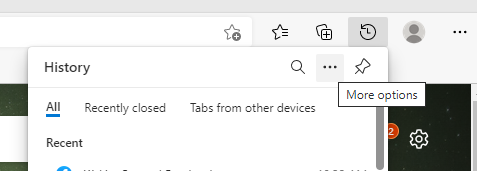 History
More options
All Recently closed Tabs from other devices
2
Recent